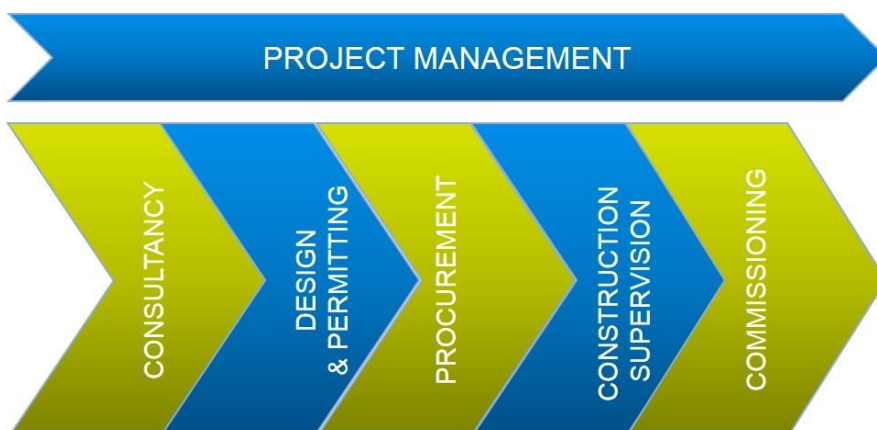 PROJECT MANAGEMENT
CONSULTANCY
DESIGN
& PERMITTING
PROCUREMENT
CONSTRUCTION
SUPERVISION
COMMISSIONING